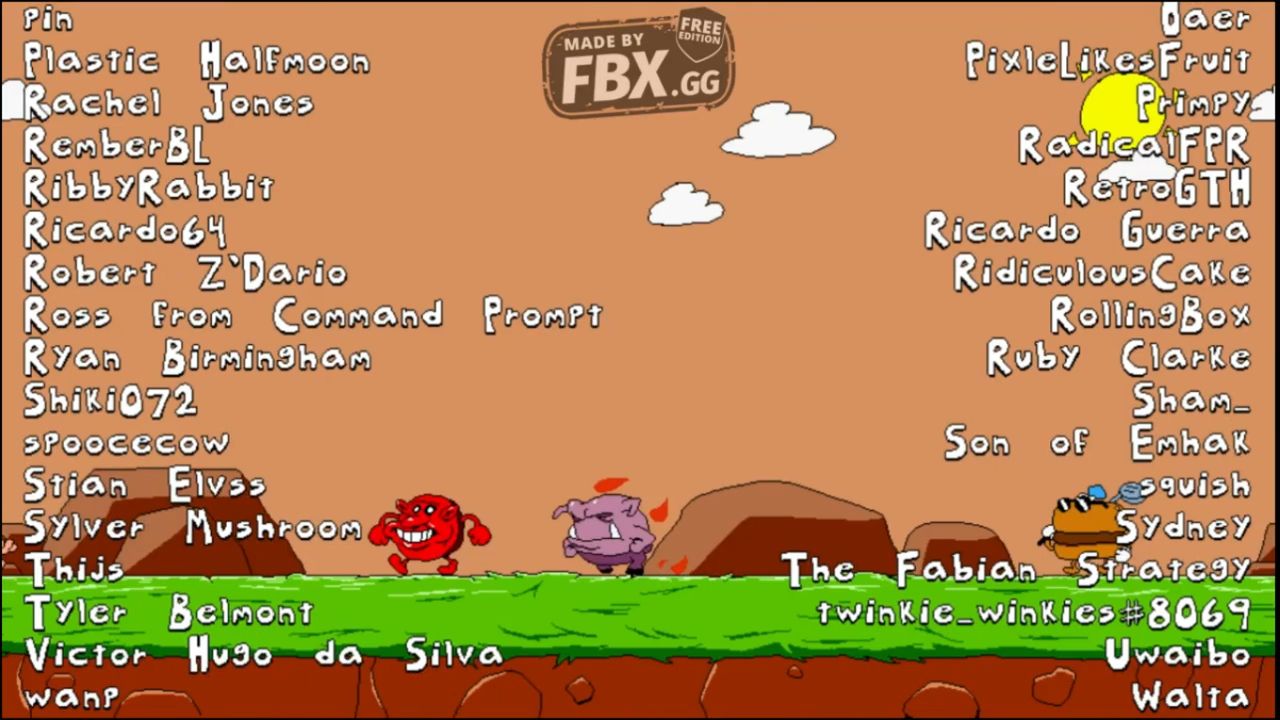 MADE BY
FREE
EDITION
FBX.GG
pin
Plastic Halfmoon
Rachel Jones
RemberBL
RibbyRabbit
Ricardo64
Robert Z'Dario
Ross from Command Prompt
Ryan Birmingham
Shiki072
spoocecow
Stian Elvss
Sylver Mushroom
Thijs
Tyler Belmont
Victor Hugo da Silva
wanp
Oaer
PixleLikesFruit
Primpy
RadicalFPR
RetroGTH
Ricardo Guerra
RidiculousCake
RollingBox
Ruby Clarke
Sham_
Son of Emhak
squish
Sydney
The Fabian Strategy
twinkie_winkies#8069
Uwaibo
Walta